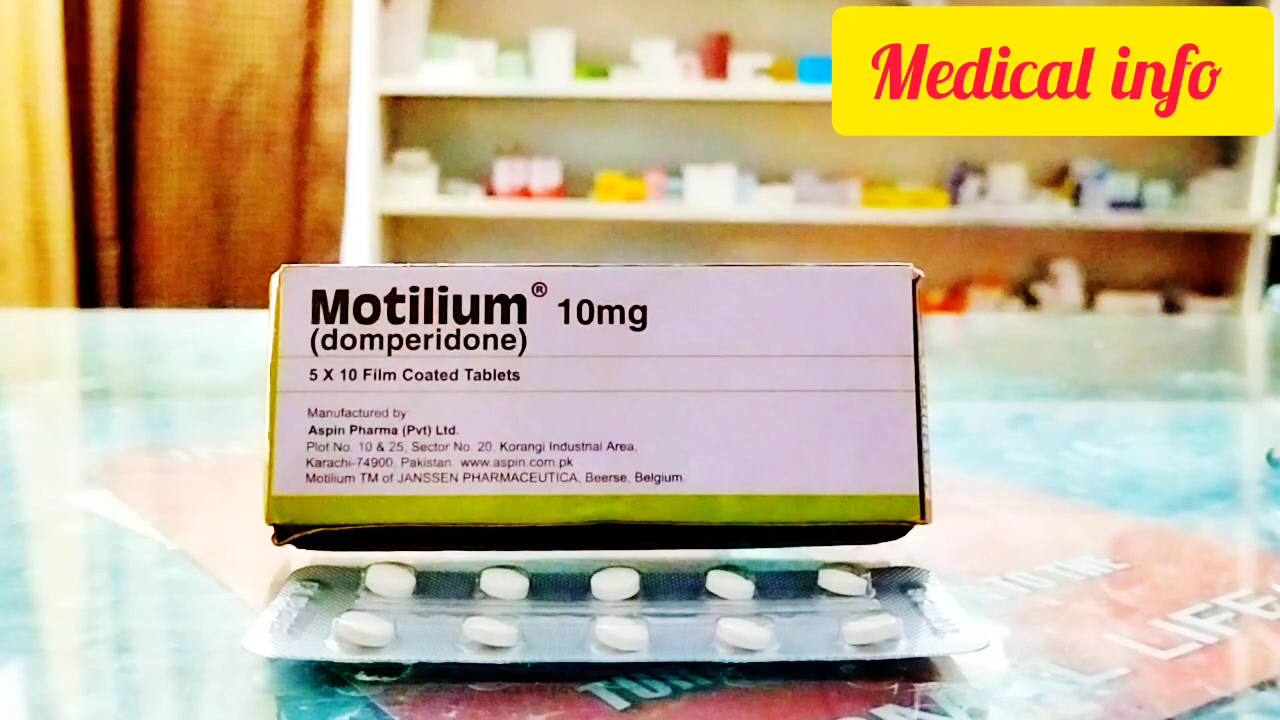 Medical info
Motilium® 10mg
(domperidone)
5 X 10 Film Coated Tablets
Manufactured by
Aspin Pharma (Pvt) Ltd.
Plot No. 10 & 25, Sector No. 20, Korangi Industrial Area,
Karachi-74900, Pakistan. www.aspin.com.pk
Motilium TM of JANSSEN PHARMACEUTICA, Beerse, Belgium.
LIFE